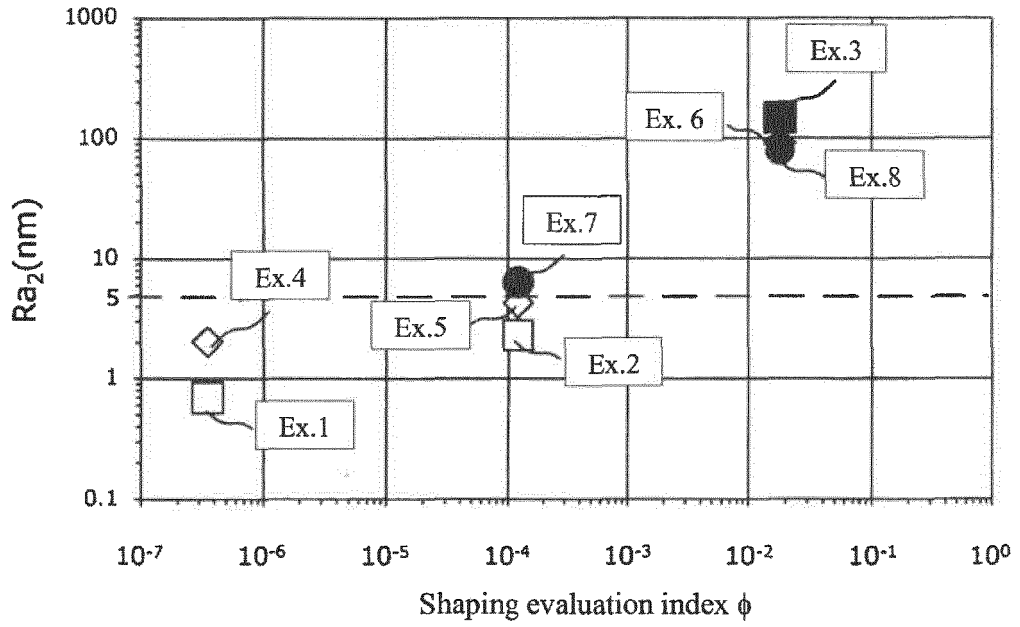 1000
Ex.3
Ex. 6
100
Ex.8
Ex.7
10
Ex.4
5
Ex.5
Ex.2
1
Ex.1
0.1
Ra₂(nm)
10⁻⁷ 10⁻⁶ 10⁻⁵ 10⁻⁴ 10⁻³ 10⁻² 10⁻¹ 10⁰
Shaping evaluation index ϕ